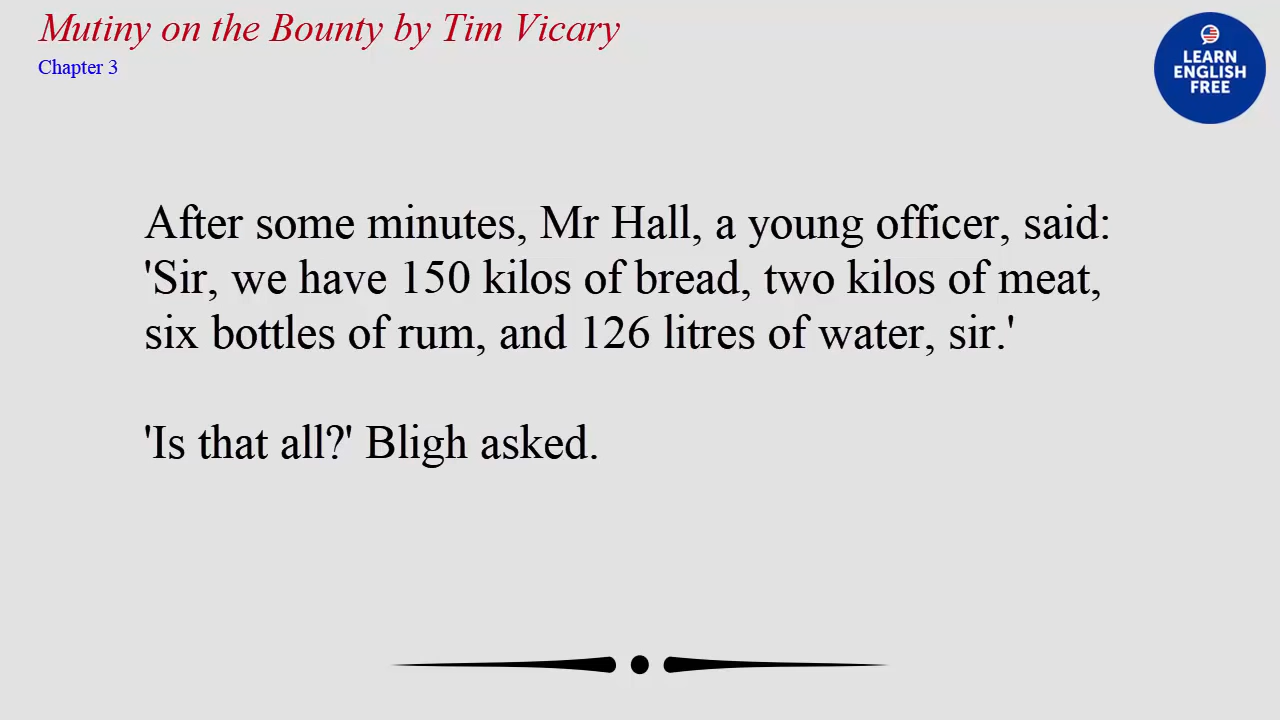 Mutiny on the Bounty by Tim Vicary
Chapter 3
LEARN
ENGLISH
FREE
After some minutes, Mr Hall, a young officer, said:
'Sir, we have 150 kilos of bread, two kilos of meat,
six bottles of rum, and 126 litres of water, sir.'
'Is that all?' Bligh asked.